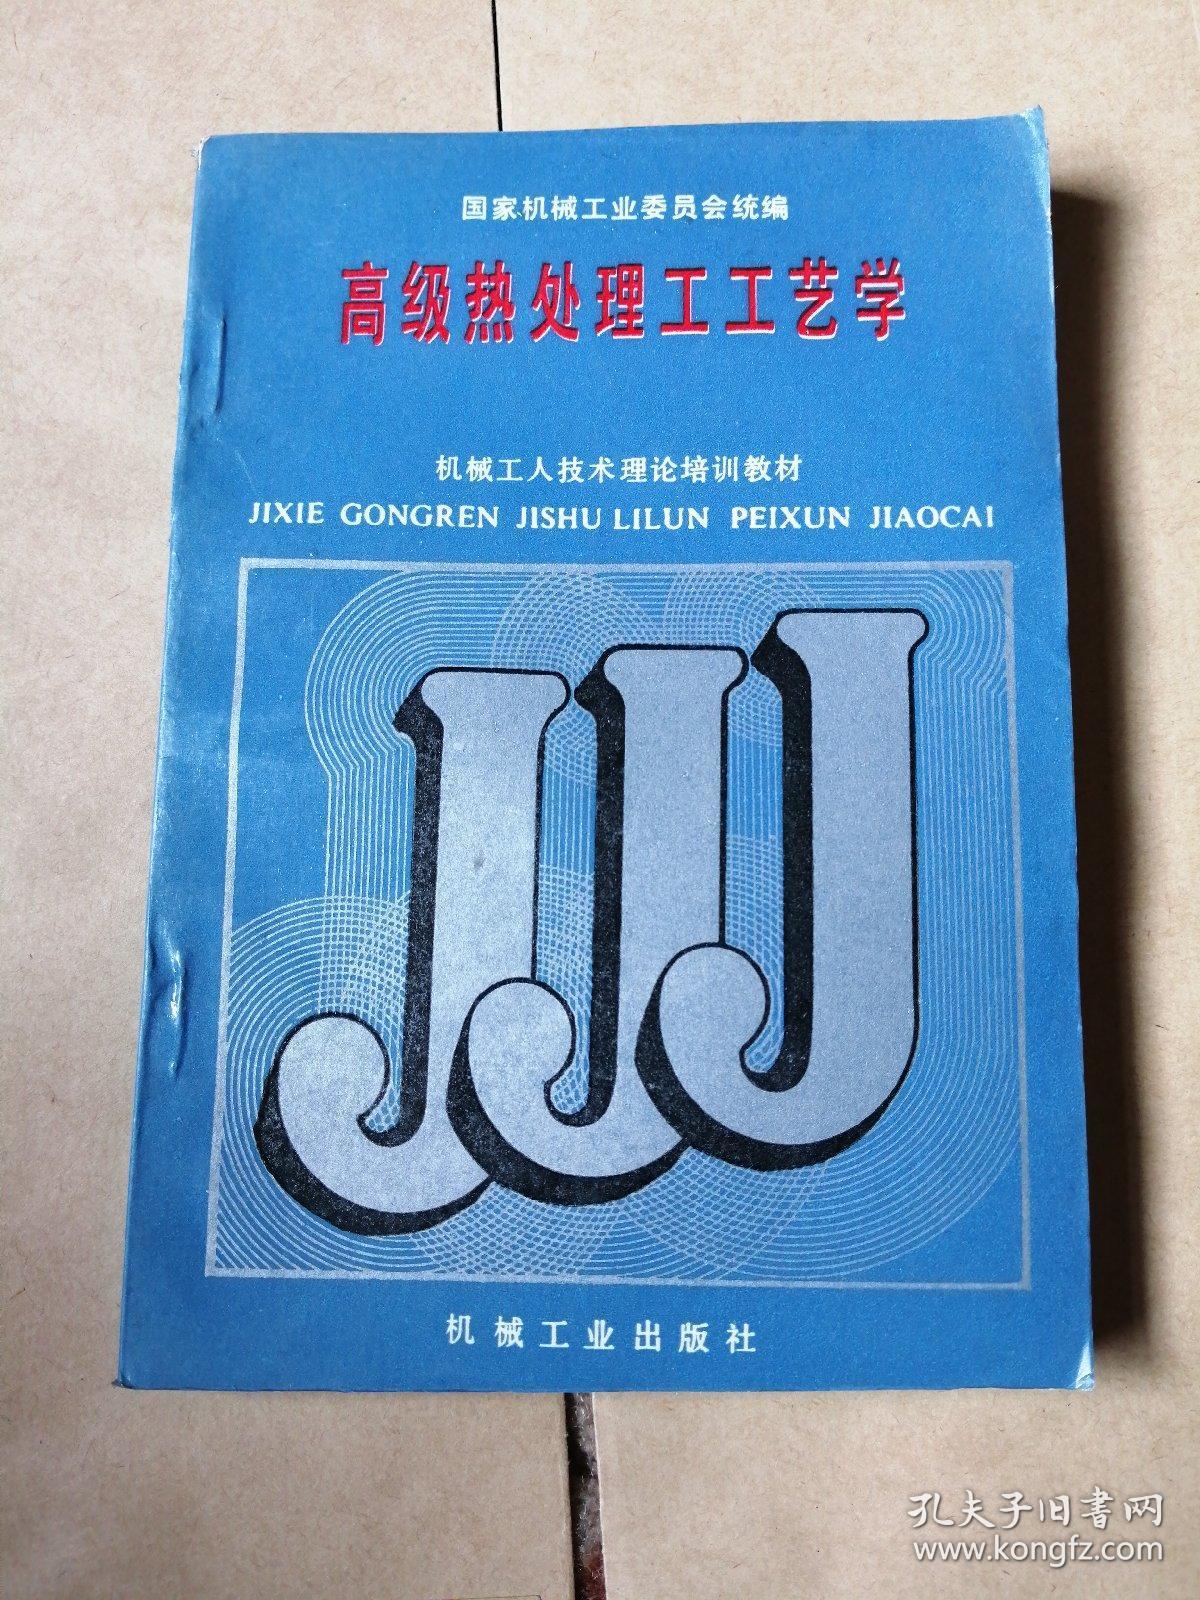 国家机械工业委员会统编
高级热处理工工艺学
机械工人技术理论培训教材
JIXIE GONGREN JISHU LILUN PEIXUN JIAOCAI
JJJ
机械工业出版社
孔夫子旧书网
www.kongfz.com